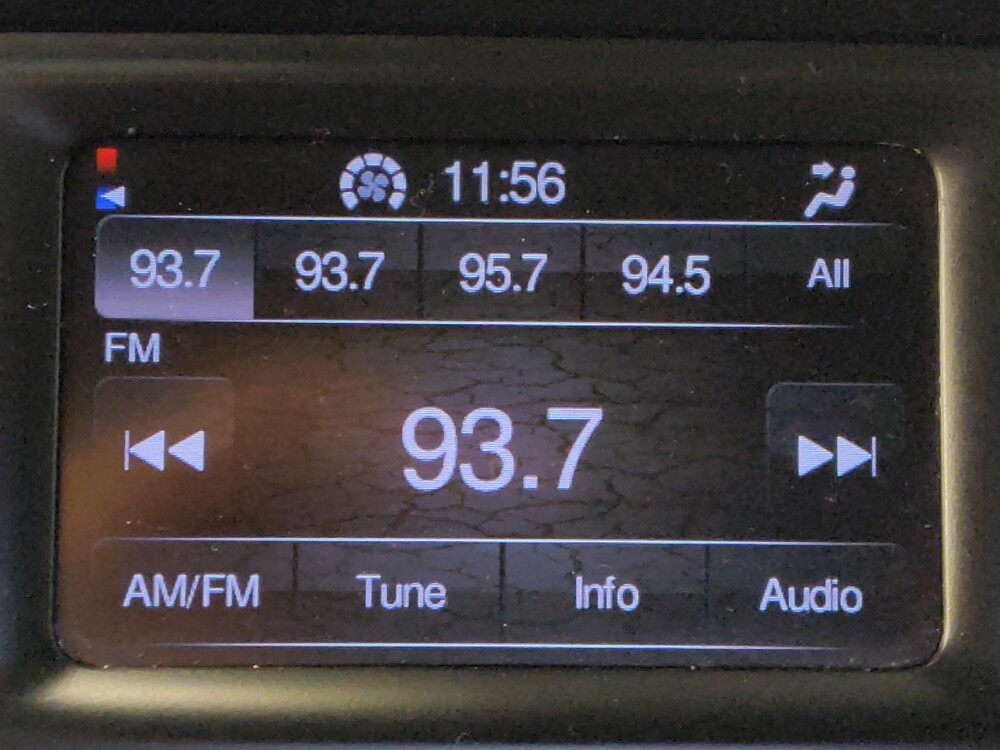 11:56
93.7 93.7 95.7 94.5 All
FM
93.7
AM/FM Tune Info Audio